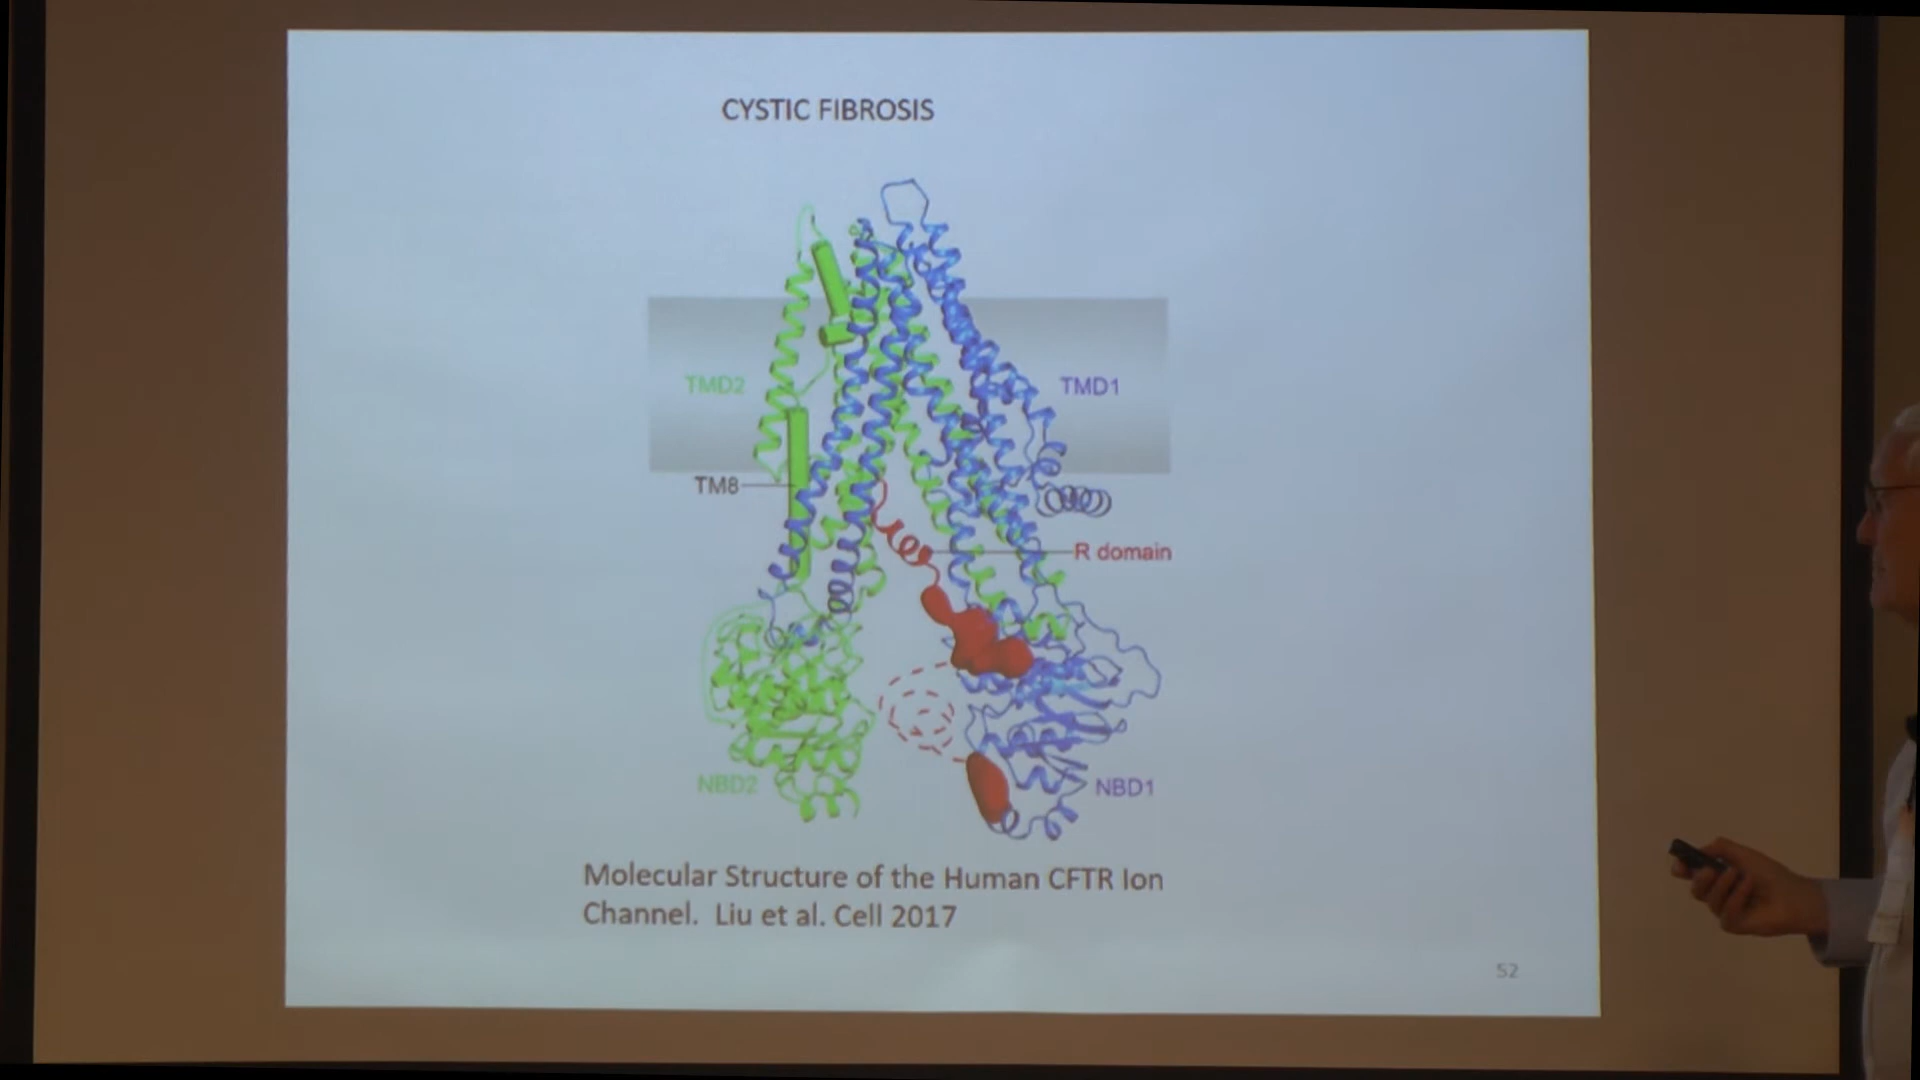 CYSTIC FIBROSIS
TMD2
TMD1
TM8
R domain
NBD2
NBD1
Molecular Structure of the Human CFTR Ion
Channel. Liu et al. Cell 2017
52